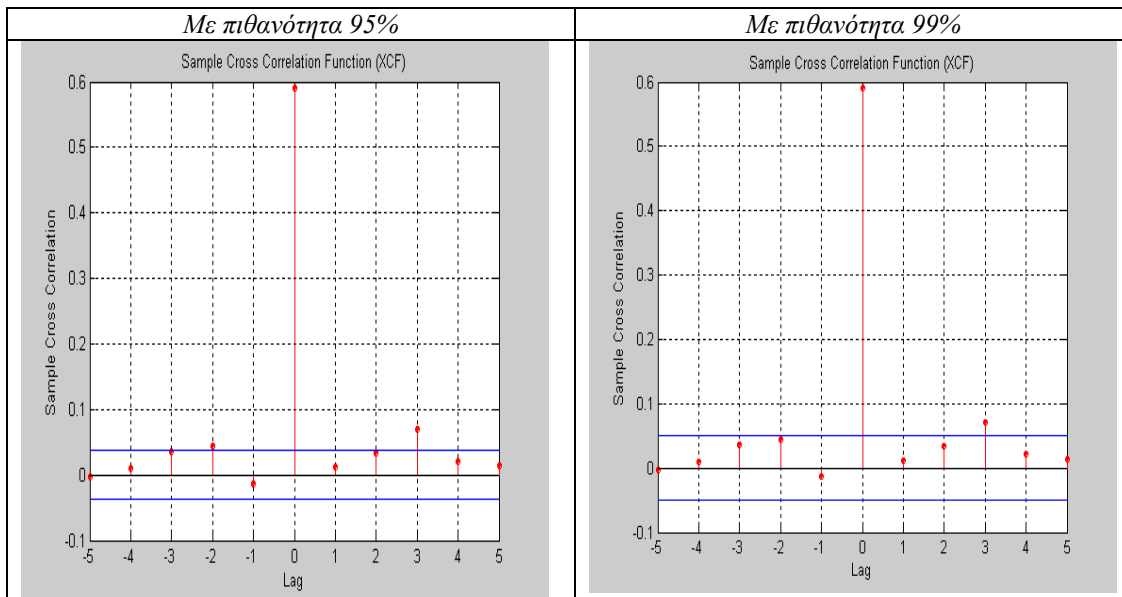 Με πιθανότητα 95%
Με πιθανότητα 99%
Sample Cross Correlation Function (XCF)
0.6
0.5
0.4
0.3
0.2
0.1
0
-0.1
Sample Cross Correlation
-5 -4 -3 -2 -1 0 1 2 3 4 5
Lag
Sample Cross Correlation Function (XCF)
0.6
0.5
0.4
0.3
0.2
0.1
0
-0.1
Sample Cross Correlation
-5 -4 -3 -2 -1 0 1 2 3 4 5
Lag